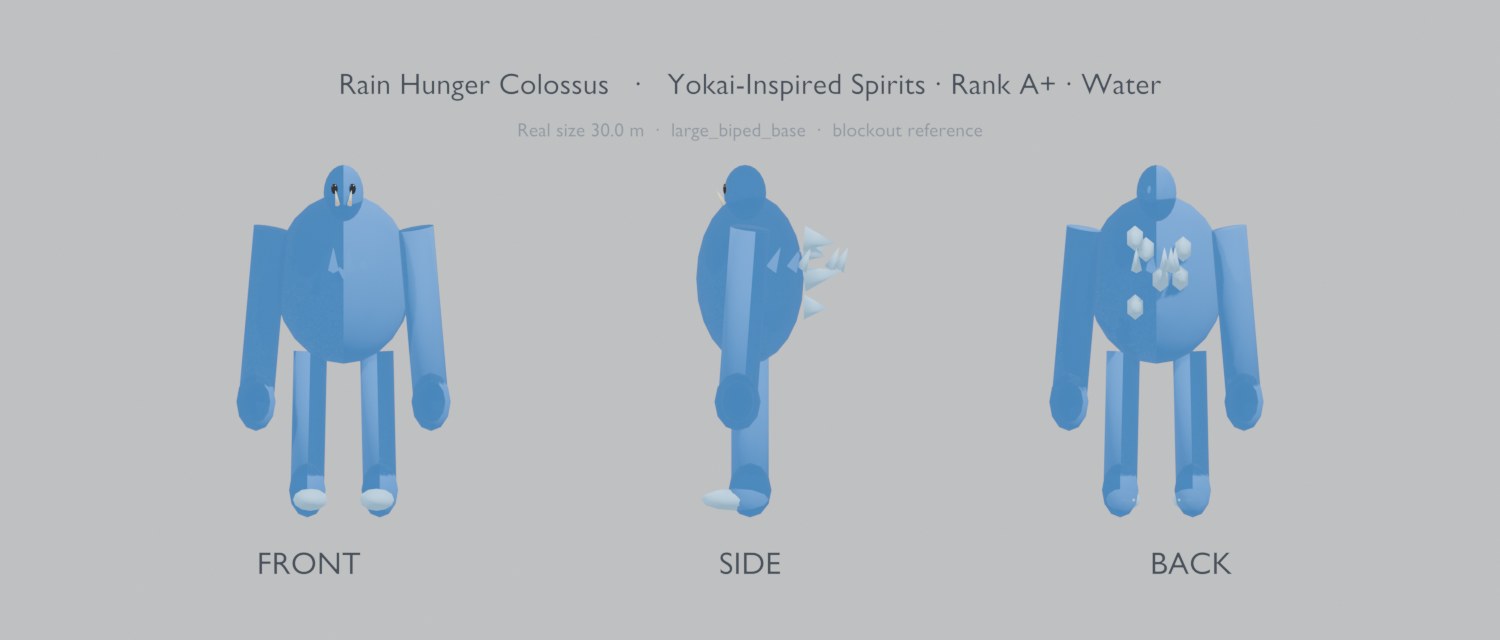 Rain Hunger Colossus · Yokai-Inspired Spirits · Rank A+ · Water
Real size 30.0 m · large_biped_base · blockout reference
FRONT SIDE BACK